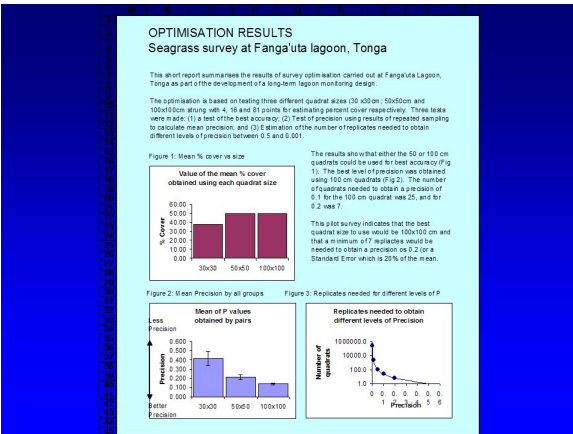 OPTIMISATION RESULTS
Seagrass survey at Fanga'uta lagoon, Tonga
This short report summarises the results of survey optimisation carried out at Fanga'uta Lagoon,
Tonga as part of the development of a long-term lagoon monitoring design.
The optimisation is based on testing three different quadrat sizes (30 x30cm; 50x50cm and
100x100cm strung with 4, 16 and 81 points for estimating percent cover respectively. Three tests
were made: (1) a test of the best accuracy; (2) Test of precision using results of repeated sampling
to calculate mean precision; and (3) Estimation of the number of replicates needed to obtain
different levels of precision between 0.5 and 0.001.
Figure 1: Mean % cover vs size
Value of the mean % cover
obtained using each quadrat size
% Cover
60.00
50.00
40.00
30.00
20.00
10.00
0.00
30x30 50x50 100x100
The results show that either the 50 or 100 cm
quadrats could be used for best accuracy (Fig
1). The best level of precision was obtained
using 100 cm quadrats (Fig 2). The number
of quadrats needed to obtain a precision of
0.1 for the 100 cm quadrat was 25, and for
0.2 was 7.
This pilot survey indicates that the best
quadrat size to use would be 100x100 cm and
that a minimum of 7 repliactes would be
needed to obtain a precision os 0.2 (or a
Standard Error which is 20% of the mean.
Figure 2: Mean Precision by all groups
Less
Precision
Mean of P values
obtained by pairs
Precision
0.600
0.500
0.400
0.300
0.200
0.100
0.000
30x30 50x50 100x100
Better
Precision
Figure 3: Replicates needed for different levels of P
Replicates needed to obtain
different levels of Precision
Number of
quadrats
1000000.0
10000.0
100.0
1.0
0 0. 0. 0. 0. 0. 0.
1 2 3 4 5 6
Precision